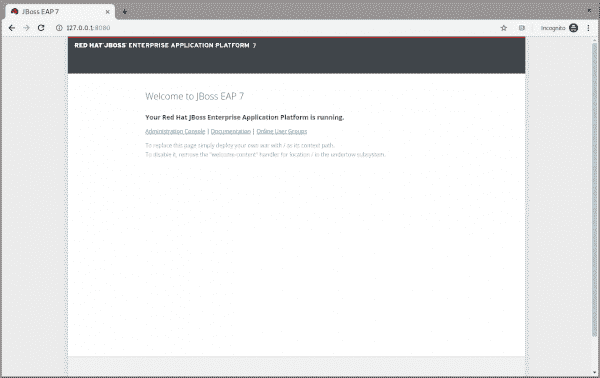 JBoss EAP 7
127.0.0.1:8080
Incognito
RED HAT JBOSS ENTERPRISE APPLICATION PLATFORM 7
Welcome to JBoss EAP 7
Your Red Hat JBoss Enterprise Application Platform is running.
Administration Console | Documentation | Online User Groups
To replace this page simply deploy your own war with / as its context path.
To disable it, remove the "welcome-content" handler for location / in the undertow subsystem.